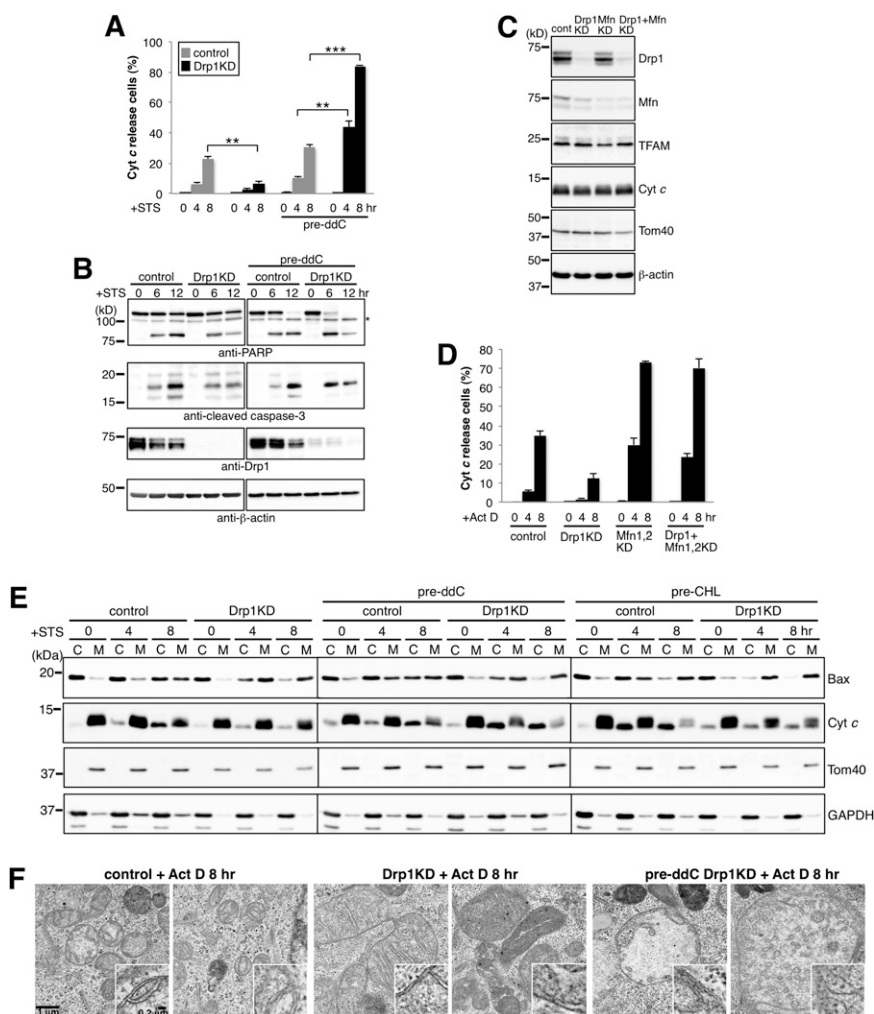 A
control
Drp1KD
Cyt c release cells (%)
100
80
60
40
20
0
** ** ***
+STS 0 4 8 0 4 8 0 4 8 0 4 8 hr
pre-ddC
B
pre-ddC
control Drp1KD control Drp1KD
+STS 0 6 12 0 6 12 0 6 12 0 6 12 hr
(kD)
100
*
75
anti-PARP
20
15
anti-cleaved caspase-3
75
anti-Drp1
50
anti-β-actin
C
Drp1 Mfn Drp1+Mfn
(kD) cont KD KD KD
75 Drp1
75 Mfn
25 TFAM
20
15 Cyt c
50 Tom40
37
50 β-actin
37
D
Cyt c release cells (%)
80
70
60
50
40
30
20
10
0
+Act D 0 4 8 0 4 8 0 4 8 0 4 8 hr
control Drp1KD Mfn1,2 KD Drp1+ Mfn1,2KD
E
pre-ddC pre-CHL
control Drp1KD control Drp1KD control Drp1KD
+STS 0 4 8 0 4 8 0 4 8 0 4 8 0 4 8 0 4 8 hr
(kDa) C M C M C M C M C M C M C M C M C M C M C M C M C M C M C M C M C M C M
20 Bax
15 Cyt c
37 Tom40
37 GAPDH
F
control + Act D 8 hr Drp1KD + Act D 8 hr pre-ddC Drp1KD + Act D 8 hr
1 μm 0.2 μm